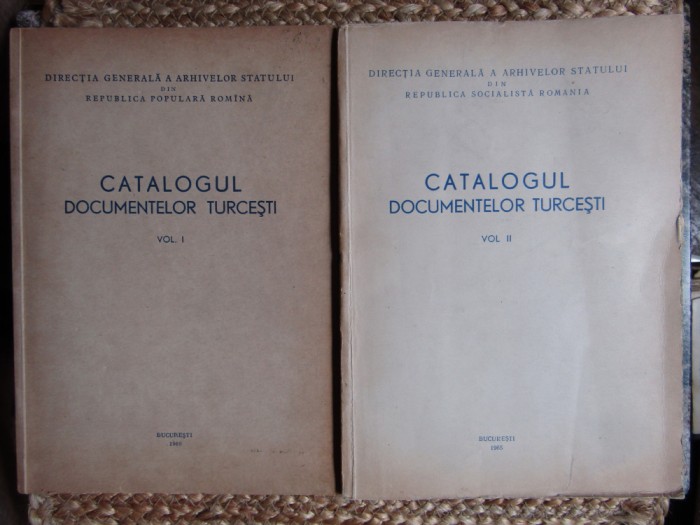 DIRECȚIA GENERALĂ A ARHIVELOR STATULUI
DIN
REPUBLICA POPULARĂ ROMÎNĂ
CATALOGUL
DOCUMENTELOR TURCEȘTI
VOL. I
BUCUREȘTI
DIRECȚIA GENERALĂ A ARHIVELOR STATULUI
DIN
REPUBLICA SOCIALISTĂ ROMANIA
CATALOGUL
DOCUMENTELOR TURCEȘTI
VOL II
BUCUREȘTI
1965